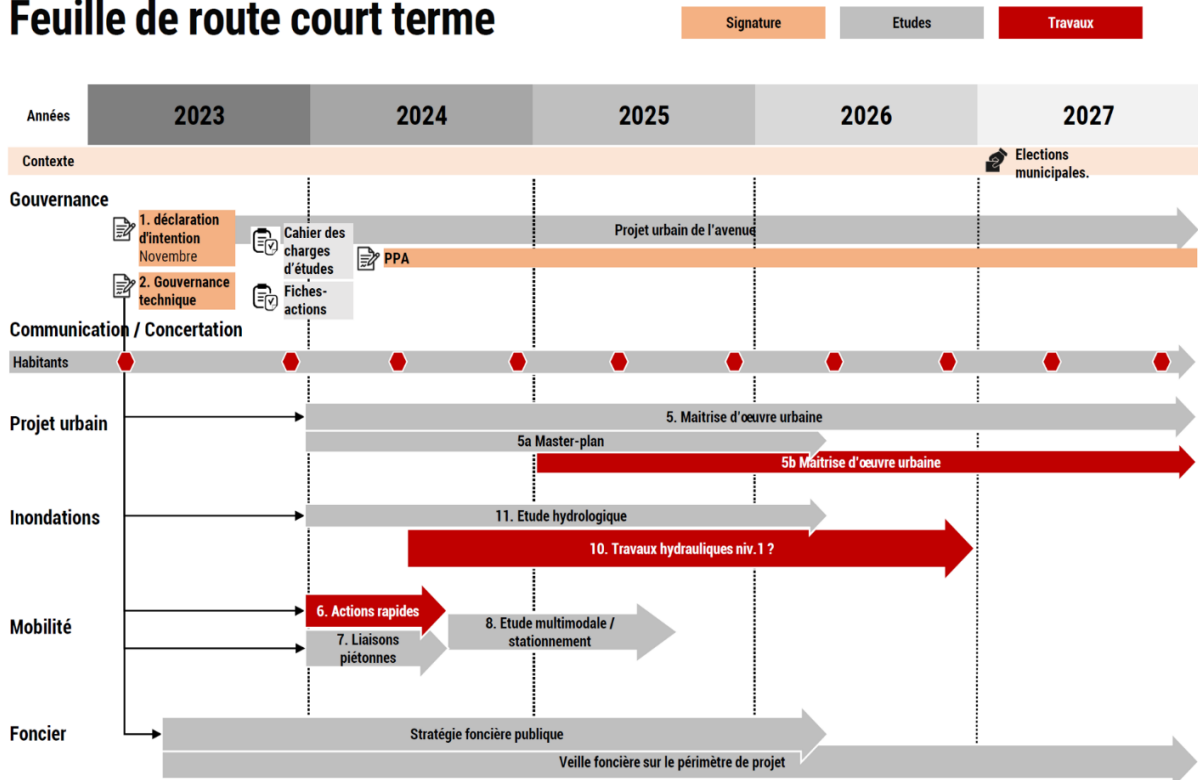 Feuille de route court terme
Signature
Etudes
Travaux
Années
2023
2024
2025
2026
2027
Contexte
Elections
municipales.
Gouvernance
1. déclaration
d'intention
Novembre
Cahier des
charges
d'études
Projet urbain de l'avenue
PPA
2. Gouvernance
technique
Fiches-
actions
Communication / Concertation
Habitants
Projet urbain
5. Maitrise d'œuvre urbaine
5a Master-plan
5b Maitrise d'œuvre urbaine
Inondations
11. Etude hydrologique
10. Travaux hydrauliques niv.1 ?
Mobilité
6. Actions rapides
7. Liaisons
piétonnes
8. Etude multimodale /
stationnement
Foncier
Stratégie foncière publique
Veille foncière sur le périmètre de projet